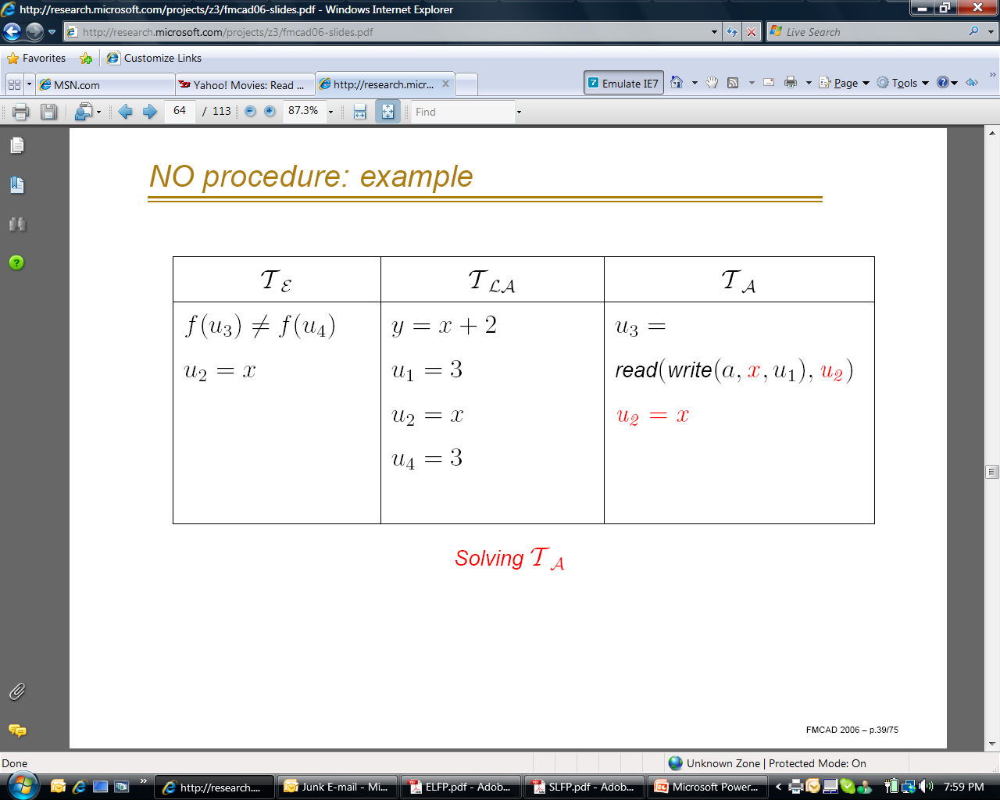 http://research.microsoft.com/projects/z3/fmcad06-slides.pdf - Windows Internet Explorer
http://research.microsoft.com/projects/z3/fmcad06-slides.pdf
Live Search
Favorites
Customize Links
MSN.com
Yahoo! Movies: Read ...
http://research.micr...
7 Emulate IE7
Page
Tools
64 / 113
87.3%
Find
NO procedure: example
𝒯_ℰ 𝒯_ℒ𝒜 𝒯_𝒜
f(u₃) ≠ f(u₄) y = x + 2 u₃ =
u₂ = x u₁ = 3 read(write(a, x, u₁), u₂)
u₂ = x u₂ = x
u₄ = 3
Solving 𝒯_𝒜
FMCAD 2006 – p.39/75
Done
Unknown Zone | Protected Mode: On
http://research....
Junk E-mail - Mi...
ELFP.pdf - Adob...
SLFP.pdf - Adob...
Microsoft Power...
7:59 PM